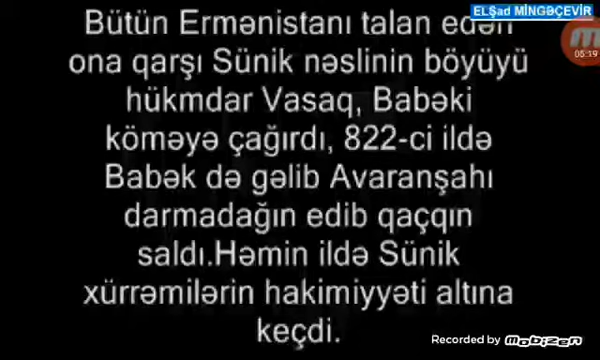 ELŞad MİNGƏÇEVİR
Bütün Ermənistanı talan edən
ona qarşı Sünik nəslinin böyüyü
05:19
hükmdar Vasaq, Babəki
köməyə çağırdı, 822-ci ildə
Babək də gəlib Avaranşahı
darmadağın edib qaçqın
saldı.Həmin ildə Sünik
xürrəmilərin hakimiyyəti altına
keçdi.
Recorded by Mobizen